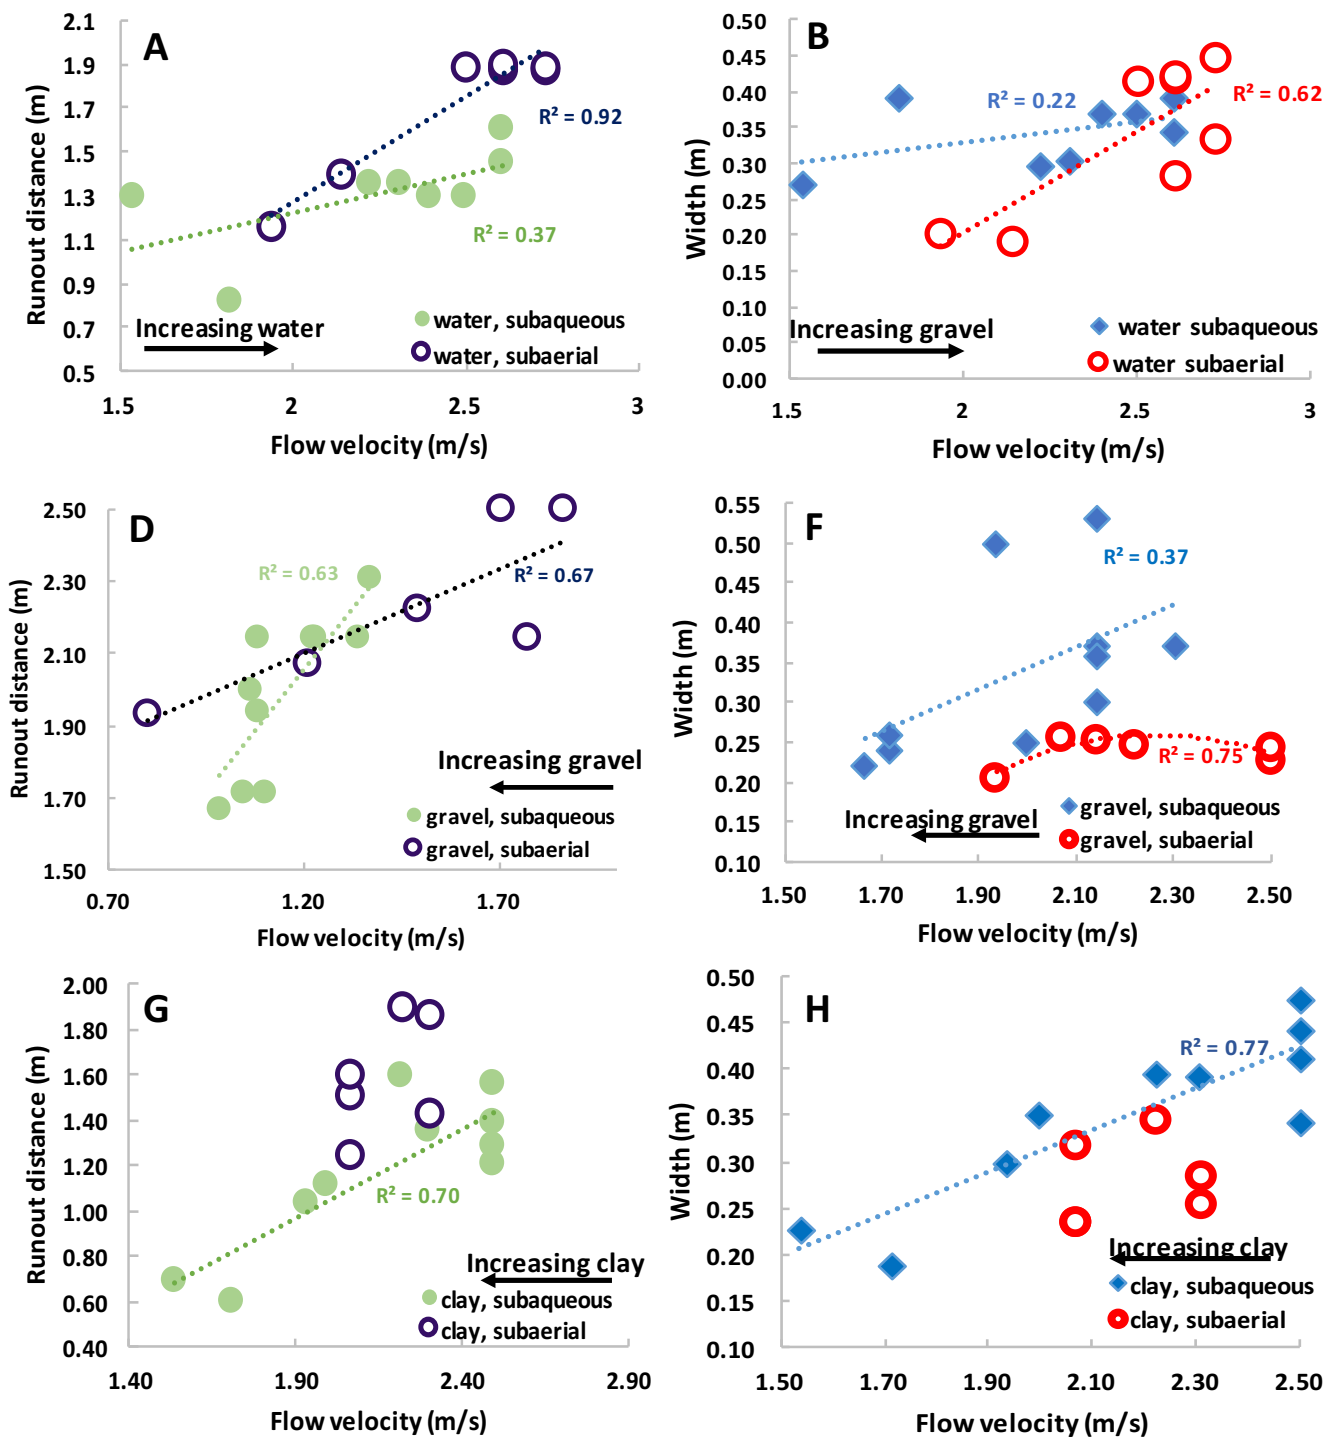 A
Runout distance (m)
2.1
1.9
1.7
1.5
1.3
1.1
0.9
0.7
0.5
R² = 0.92
R² = 0.37
Increasing water
water, subaqueous
water, subaerial
1.5
2
2.5
3
Flow velocity (m/s)
B
Width (m)
0.50
0.45
0.40
0.35
0.30
0.25
0.20
0.15
0.10
0.05
0.00
R² = 0.22
R² = 0.62
Increasing gravel
water subaqueous
water subaerial
1.5
2
2.5
3
Flow velocity (m/s)
D
Runout distance (m)
2.50
2.30
2.10
1.90
1.70
1.50
R² = 0.63
R² = 0.67
Increasing gravel
gravel, subaqueous
gravel, subaerial
0.70
1.20
1.70
Flow velocity (m/s)
F
Width (m)
0.55
0.50
0.45
0.40
0.35
0.30
0.25
0.20
0.15
0.10
R² = 0.37
R² = 0.75
Increasing gravel
gravel, subaqueous
gravel, subaerial
1.50
1.70
1.90
2.10
2.30
2.50
Flow velocity (m/s)
G
Runout distance (m)
2.00
1.80
1.60
1.40
1.20
1.00
0.80
0.60
0.40
R² = 0.70
Increasing clay
clay, subaqueous
clay, subaerial
1.40
1.90
2.40
2.90
Flow velocity (m/s)
H
Width (m)
0.50
0.45
0.40
0.35
0.30
0.25
0.20
0.15
0.10
R² = 0.77
Increasing clay
clay, subaqueous
clay, subaerial
1.50
1.70
1.90
2.10
2.30
2.50
Flow velocity (m/s)